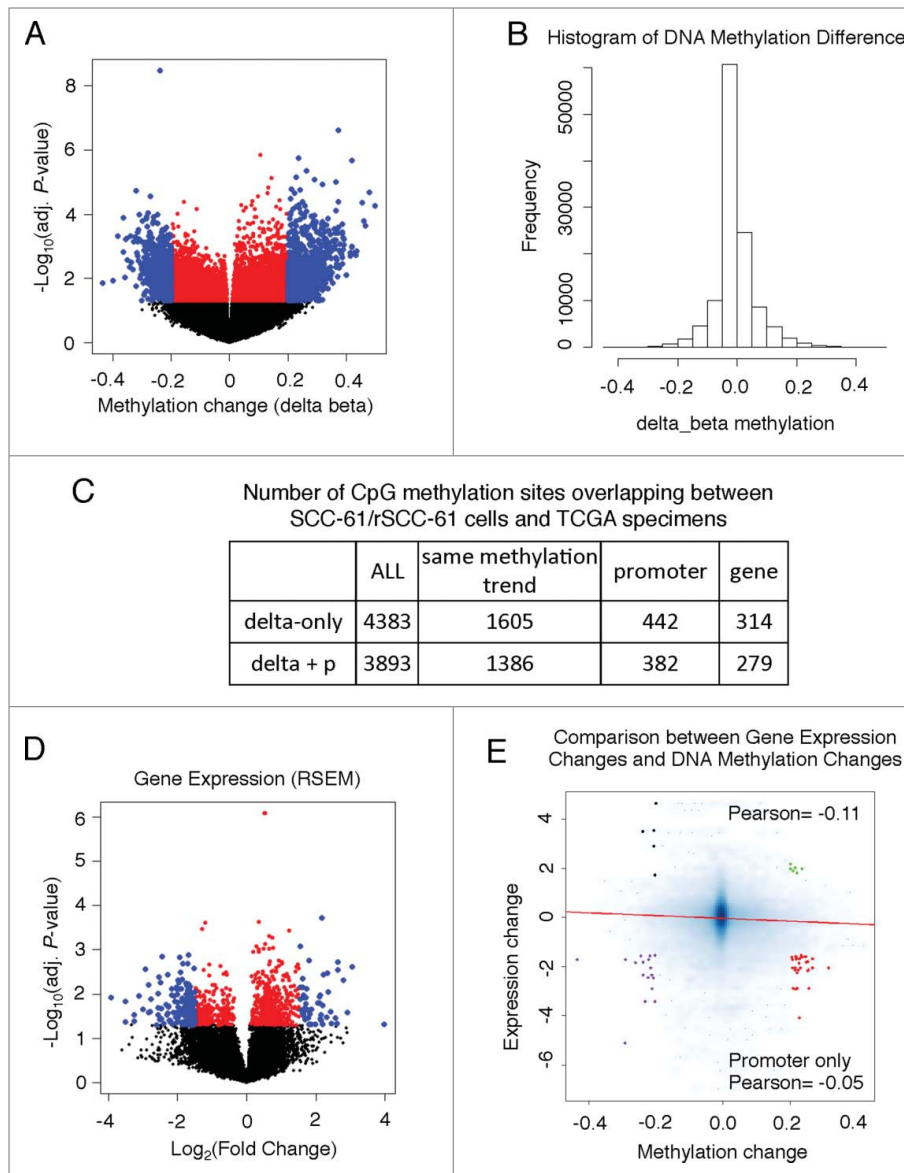 A
8
6
4
2
0
-Log10(adj. P-value)
-0.4
-0.2
0
0.2
0.4
Methylation change (delta beta)
B
Histogram of DNA Methylation Difference
50000
30000
10000
0
Frequency
-0.4
-0.2
0.0
0.2
0.4
delta_beta methylation
C
Number of CpG methylation sites overlapping between
SCC-61/rSCC-61 cells and TCGA specimens
ALL same methylation trend promoter gene
delta-only 4383 1605 442 314
delta + p 3893 1386 382 279
D
Gene Expression (RSEM)
6
5
4
3
2
1
0
-Log10(adj. P-value)
-4
-2
0
2
4
Log2(Fold Change)
E
Comparison between Gene Expression
Changes and DNA Methylation Changes
4
2
0
-2
-4
-6
Expression change
Pearson= -0.11
Promoter only
Pearson= -0.05
-0.4
-0.2
0.0
0.2
0.4
Methylation change